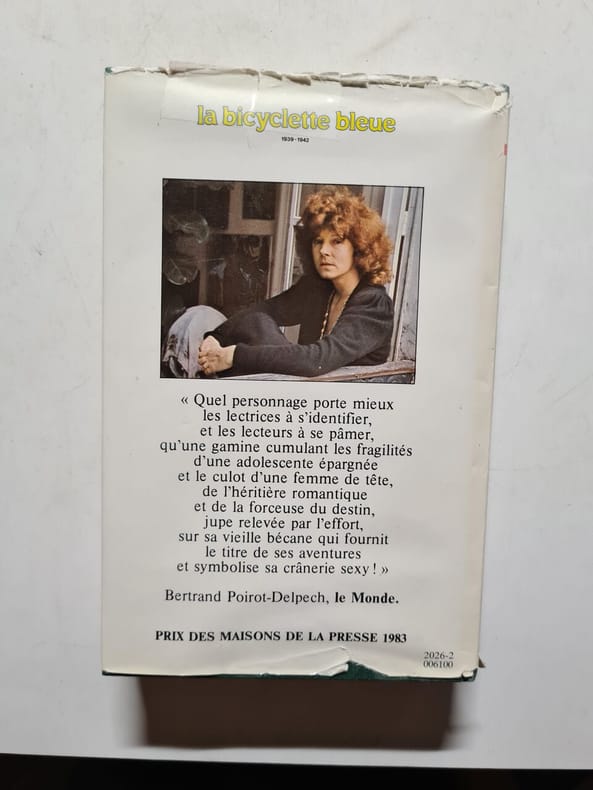 la bicyclette bleue
1939-1942
« Quel personnage porte mieux
les lectrices à s'identifier,
et les lecteurs à se pâmer,
qu'une gamine cumulant les fragilités
d'une adolescente épargnée
et le culot d'une femme de tête,
de l'héritière romantique
et de la forceuse du destin,
jupe relevée par l'effort,
sur sa vieille bécane qui fournit
le titre de ses aventures
et symbolise sa crânerie sexy ! »
Bertrand Poirot-Delpech, le Monde.
PRIX DES MAISONS DE LA PRESSE 1983
2026-2
006100